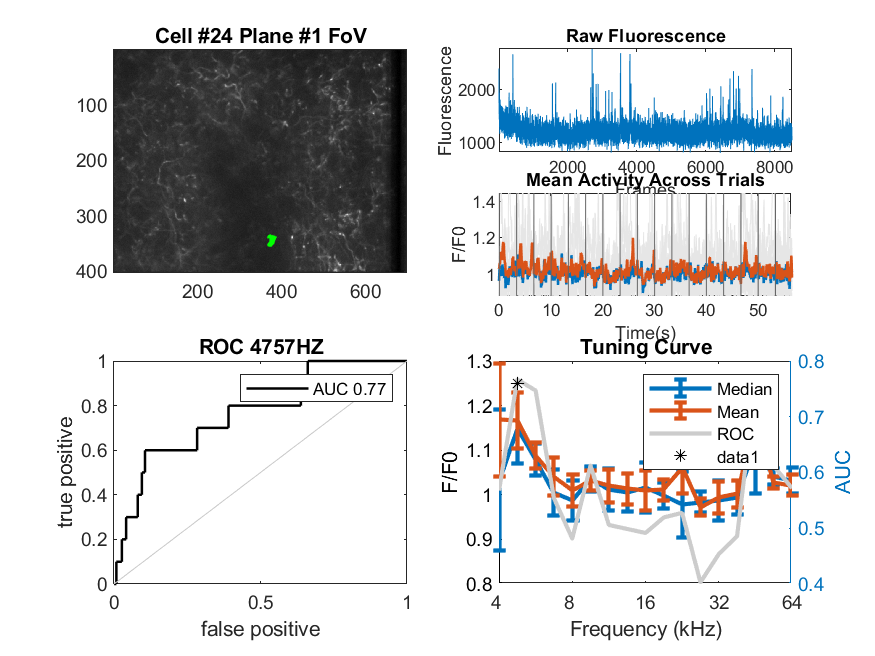 Cell #24 Plane #1 FoV
100
200
300
400
200 400 600
Raw Fluorescence
Fluorescence
2000
1000
2000 4000 6000 8000
Frames
Mean Activity Across Trials
F/F0
1.4
1.2
1
0 10 20 30 40 50
Time(s)
ROC 4757HZ
true positive
1
0.8
0.6
0.4
0.2
0
AUC 0.77
0 0.5 1
false positive
Tuning Curve
F/F0
1.3
1.2
1.1
1
0.9
0.8
Median
Mean
ROC
data1
0.8
0.7
0.6
0.5
0.4
AUC
4 8 16 32 64
Frequency (kHz)